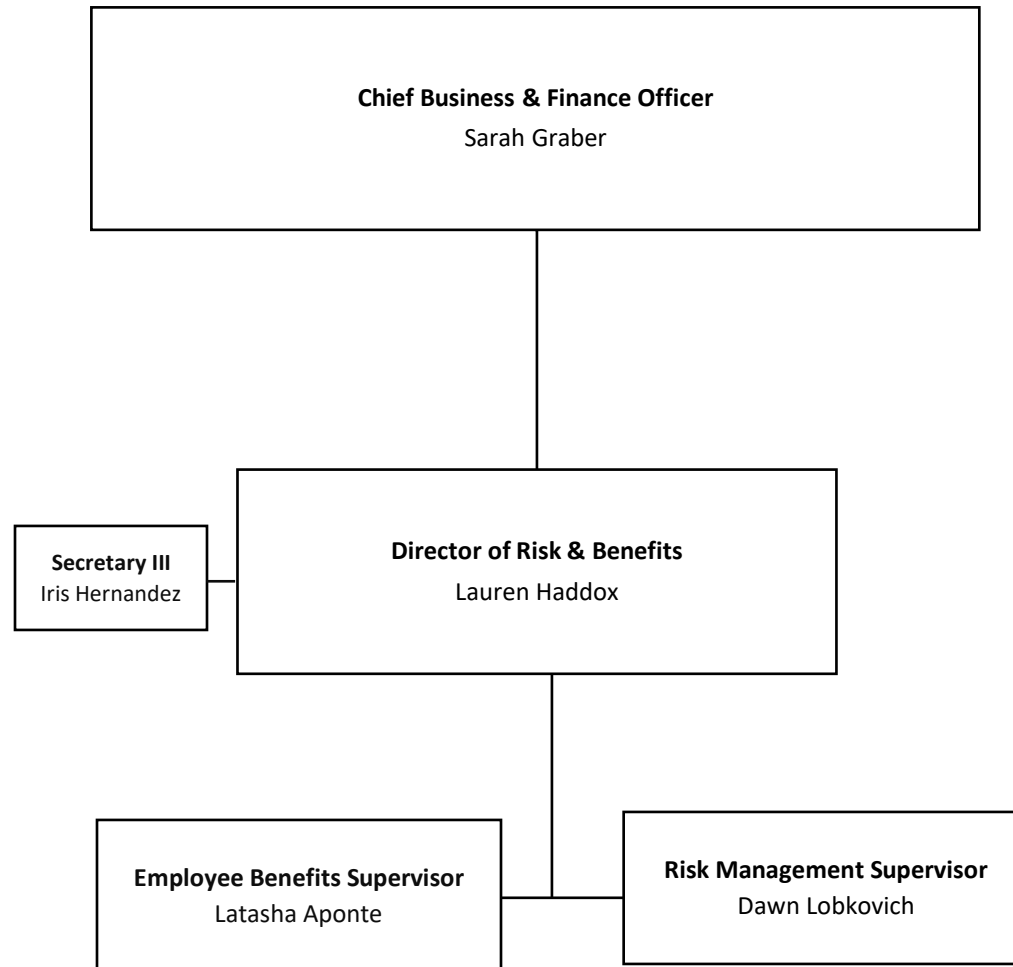 Chief Business & Finance Officer
Sarah Graber
Secretary III
Iris Hernandez
Director of Risk & Benefits
Lauren Haddox
Employee Benefits Supervisor
Latasha Aponte
Risk Management Supervisor
Dawn Lobkovich